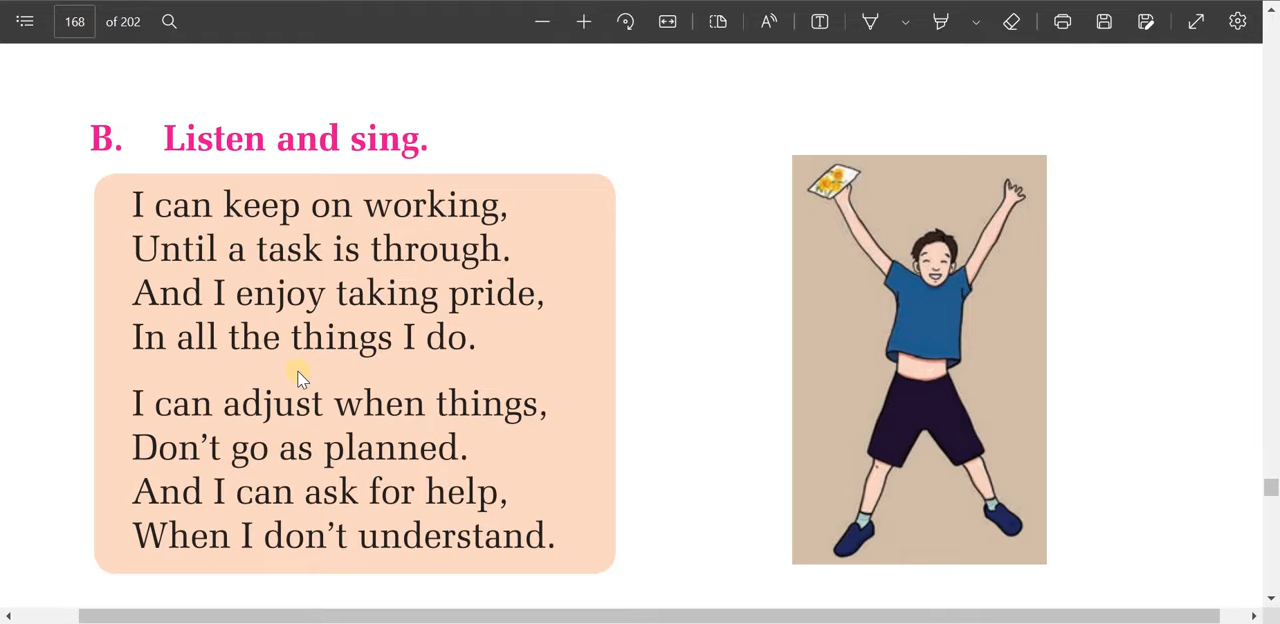 168 of 202
B. Listen and sing.
I can keep on working,
Until a task is through.
And I enjoy taking pride,
In all the things I do.
I can adjust when things,
Don't go as planned.
And I can ask for help,
When I don't understand.